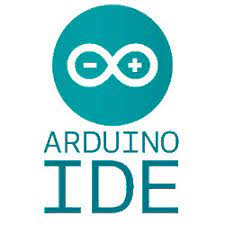 - +
ARDUINO
IDE